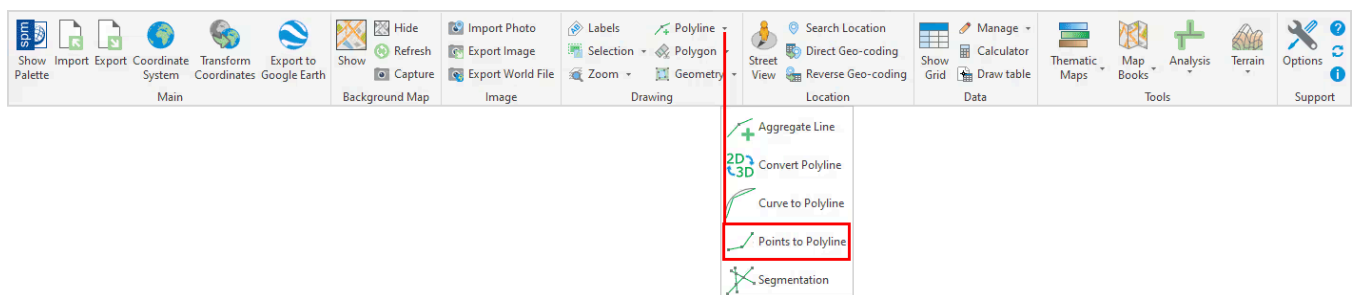 spm
Show
Palette
Import
Export
Coordinate
System
Transform
Coordinates
Export to
Google Earth
Main
Show
Hide
Refresh
Capture
Background Map
Import Photo
Export Image
Export World File
Image
Labels
Selection
Zoom
Polyline
Polygon
Geometry
Drawing
Street
View
Search Location
Direct Geo-coding
Reverse Geo-coding
Location
Show
Grid
Manage
Calculator
Draw table
Data
Thematic
Maps
Map
Books
Analysis
Terrain
Tools
Options
Support
Aggregate Line
2D
3D
Convert Polyline
Curve to Polyline
Points to Polyline
Segmentation